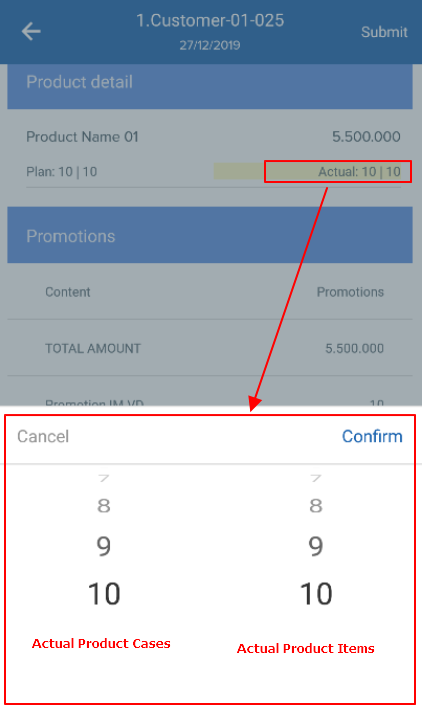 1.Customer-01-025
Submit
27/12/2019
Product detail
Product Name 01 5.500.000
Plan: 10 | 10 Actual: 10 | 10
Promotions
Content Promotions
TOTAL AMOUNT 5.500.000
Promotion IM VD 10
Cancel Confirm
7 7
8 8
9 9
10 10
Actual Product Cases Actual Product Items